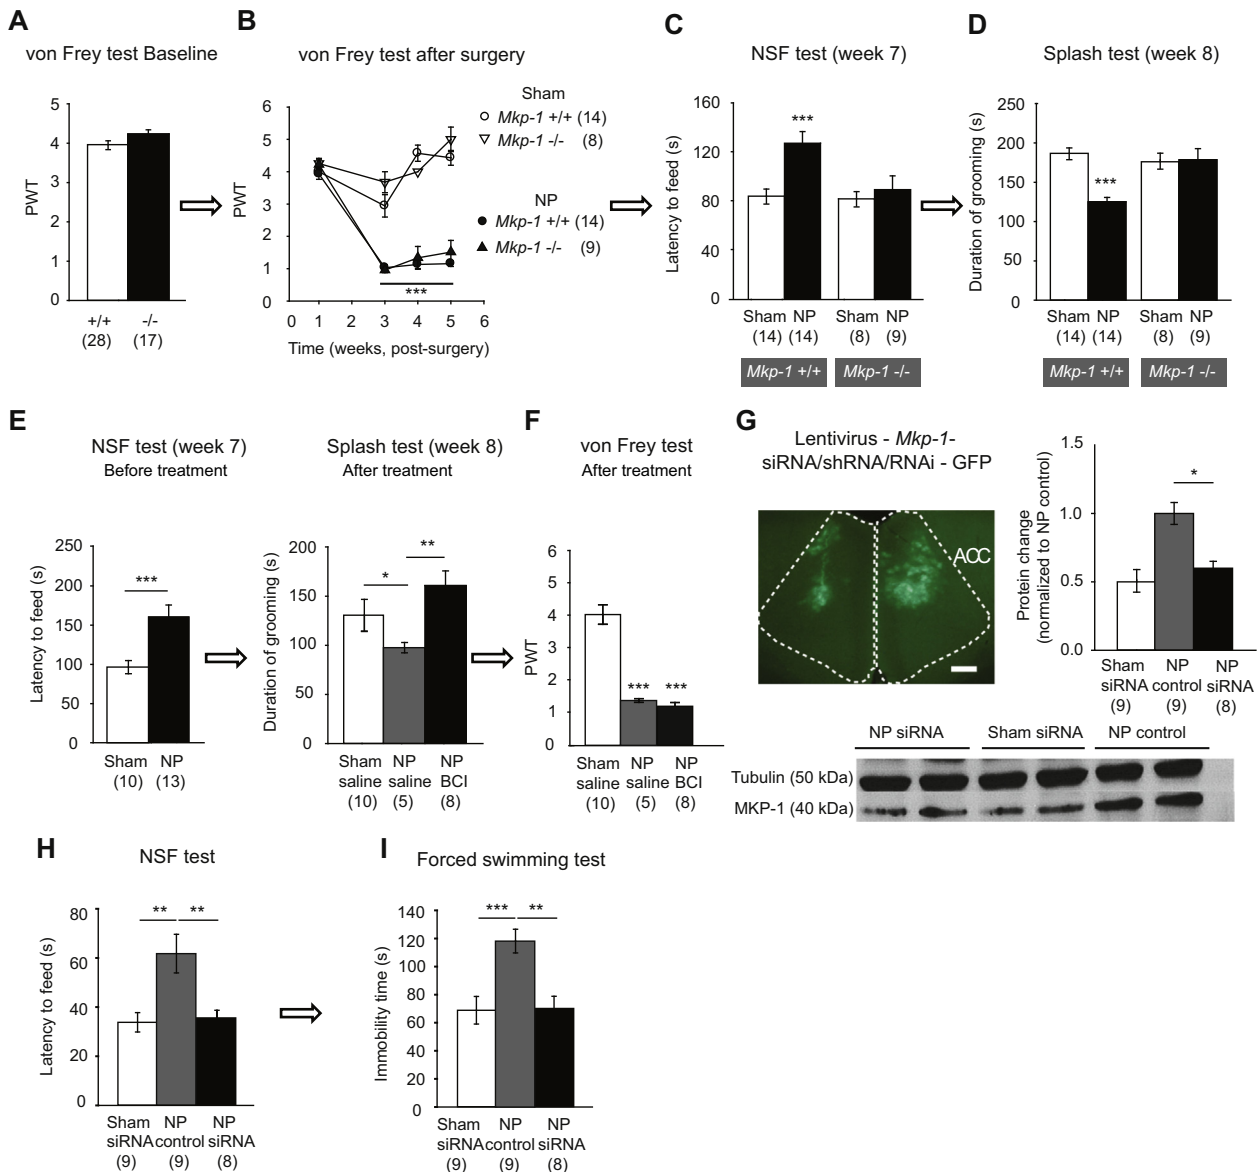 A
von Frey test Baseline
PWT
5
4
3
2
1
0
+/+
(28)
-/-
(17)
B
von Frey test after surgery
PWT
6
5
4
3
2
1
0
0 1 2 3 4 5 6
Time (weeks, post-surgery)
***
Sham
Mkp-1 +/+ (14)
Mkp-1 -/- (8)
NP
Mkp-1 +/+ (14)
Mkp-1 -/- (9)
C
NSF test (week 7)
Latency to feed (s)
160
120
80
40
0
***
Sham NP Sham NP
(14) (14) (8) (9)
Mkp-1 +/+ Mkp-1 -/-
D
Splash test (week 8)
Duration of grooming (s)
250
200
150
100
50
0
***
Sham NP Sham NP
(14) (14) (8) (9)
Mkp-1 +/+ Mkp-1 -/-
E
NSF test (week 7)
Before treatment
Latency to feed (s)
250
200
150
100
50
0
***
Sham NP
(10) (13)
Splash test (week 8)
After treatment
Duration of grooming (s)
200
150
100
50
0
*
**
Sham NP NP
saline saline BCI
(10) (5) (8)
F
von Frey test
After treatment
PWT
6
5
4
3
2
1
0
*** ***
Sham NP NP
saline saline BCI
(10) (5) (8)
G
Lentivirus - Mkp-1-
siRNA/shRNA/RNAi - GFP
ACC
Protein change
(normalized to NP control)
1.5
1.0
0.5
0.0
*
Sham NP NP
siRNA control siRNA
(9) (9) (8)
NP siRNA Sham siRNA NP control
Tubulin (50 kDa)
MKP-1 (40 kDa)
H
NSF test
Latency to feed (s)
80
60
40
20
0
** **
Sham NP NP
siRNA control siRNA
(9) (9) (8)
I
Forced swimming test
Immobility time (s)
140
120
100
80
60
40
20
0
*** **
Sham NP NP
siRNA control siRNA
(9) (9) (8)